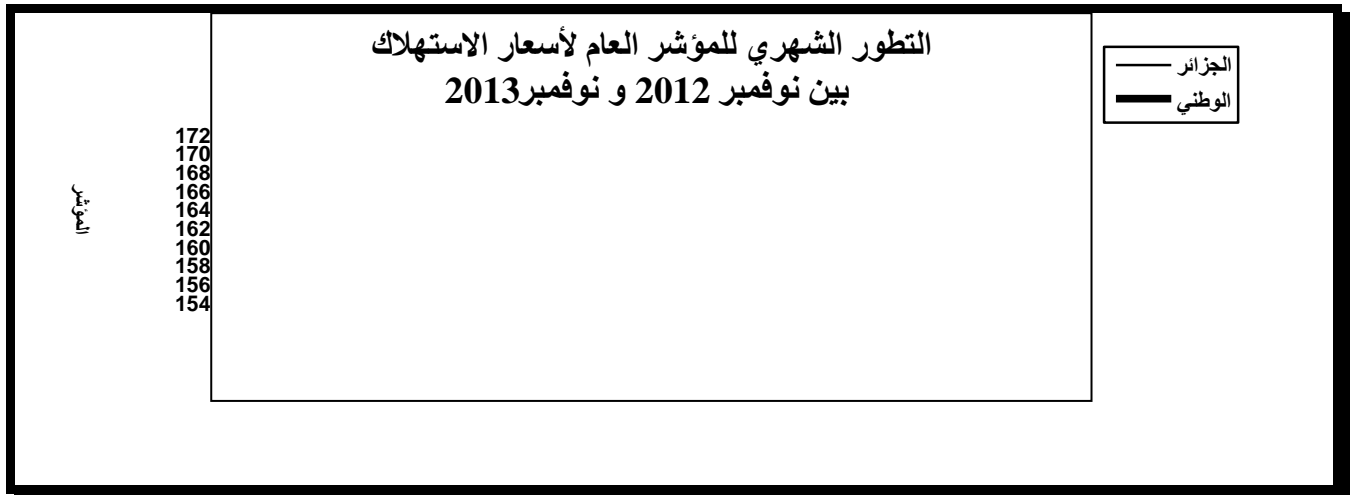 التطور الشهري للمؤشر العام لأسعار الاستهلاك
بين نوفمبر 2012 و نوفمبر2013
الجزائر
الوطني
172
170
168
166
164
162
160
158
156
154
المؤشر